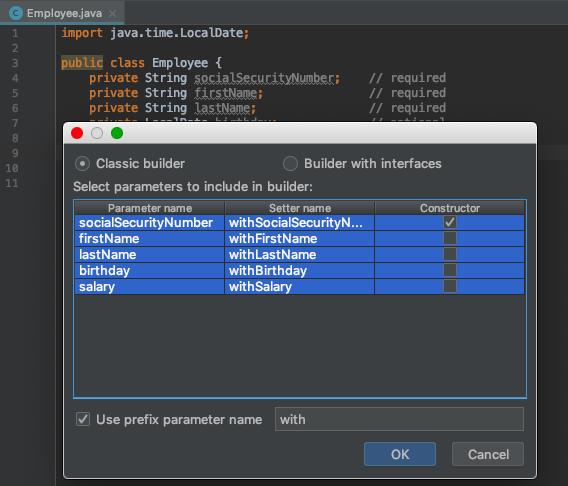 Employee.java
1 import java.time.LocalDate;
2
3 public class Employee {
4 private String socialSecurityNumber; // required
5 private String firstName; // required
6 private String lastName; // required
7 private LocalDate birthday; // optional
8
9
10
11
Classic builder Builder with interfaces
Select parameters to include in builder:
Parameter name Setter name Constructor
socialSecurityNumber withSocialSecurityN...
firstName withFirstName
lastName withLastName
birthday withBirthday
salary withSalary
Use prefix parameter name with
OK Cancel